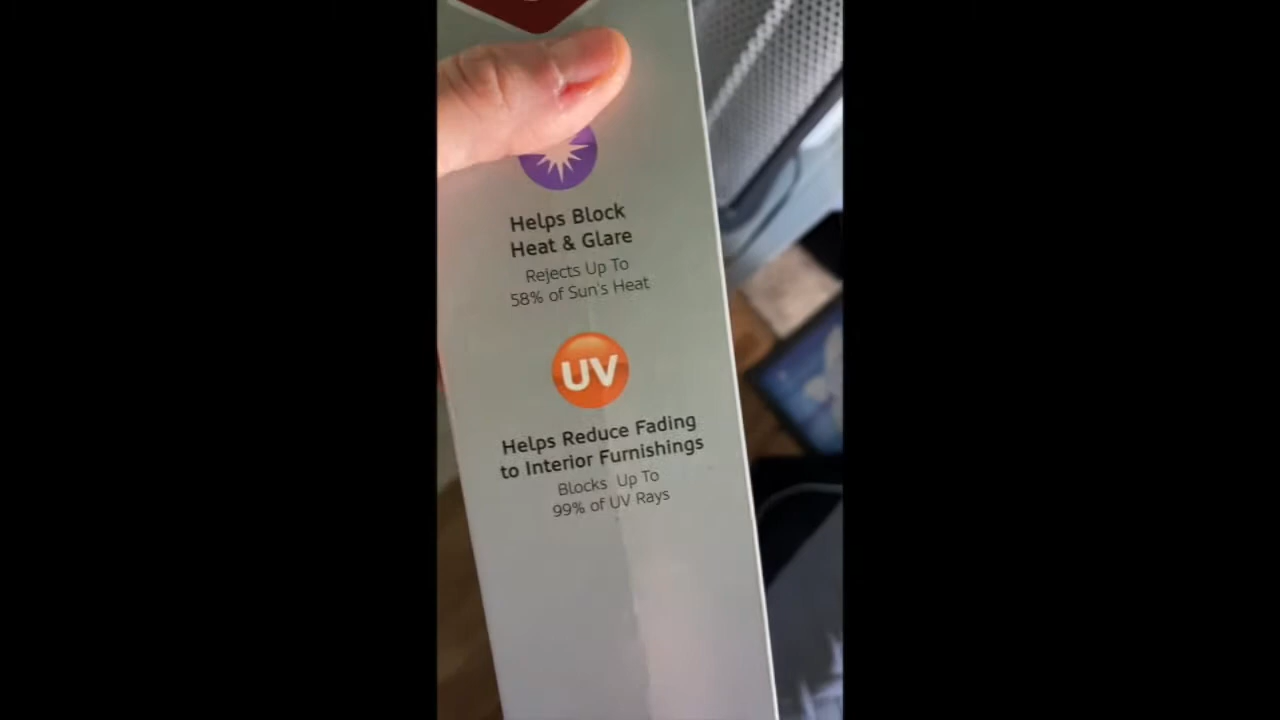 Helps Block
Heat & Glare
Rejects Up To
58% of Sun's Heat
UV
Helps Reduce Fading
to Interior Furnishings
Blocks Up To
99% of UV Rays